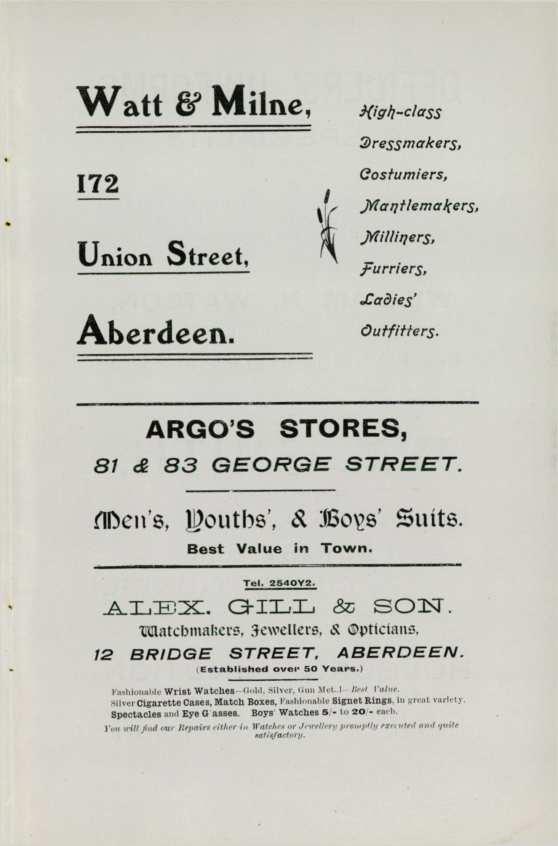 Watt & Milne,
172
Union Street,
Aberdeen.
High-class
Dressmakers,
Costumiers,
Mantlemakers,
Milliners,
Furriers,
Ladies'
Outfitters.
ARGO'S STORES,
81 & 83 GEORGE STREET.
Men's, Youths', & Boys' Suits.
Best Value in Town.
Tel. 2540Y2.
ALEX. GILL & SON.
Watchmakers, Jewellers, & Opticians,
12 BRIDGE STREET, ABERDEEN.
(Established over 50 Years.)
Fashionable Wrist Watches—Gold, Silver, Gun Met..l—Best Value.
Silver Cigarette Cases, Match Boxes, Fashionable Signet Rings, in great variety.
Spectacles and Eye G asses. Boys' Watches 5/- to 20/- each.
You will find our Repairs either in Watches or Jewellery promptly executed and quite
satisfactory.